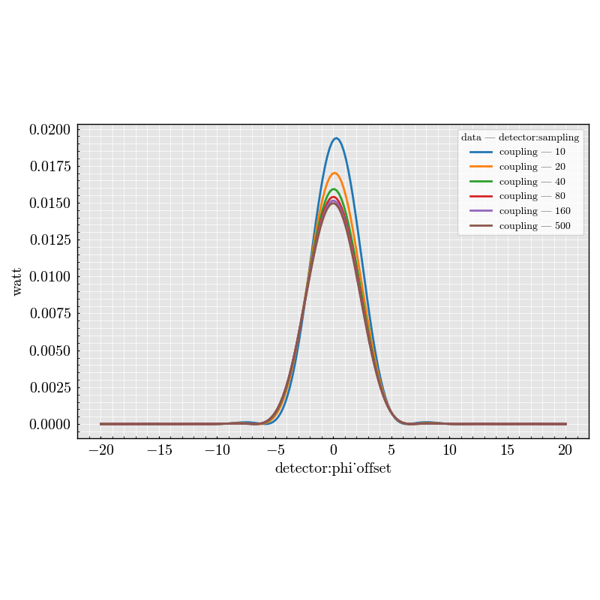 0.0200
0.0175
0.0150
0.0125
0.0100
0.0075
0.0050
0.0025
0.0000
watt
data — detector:sampling
coupling — 10
coupling — 20
coupling — 40
coupling — 80
coupling — 160
coupling — 500
−20 −15 −10 −5 0 5 10 15 20
detector:phi˙offset